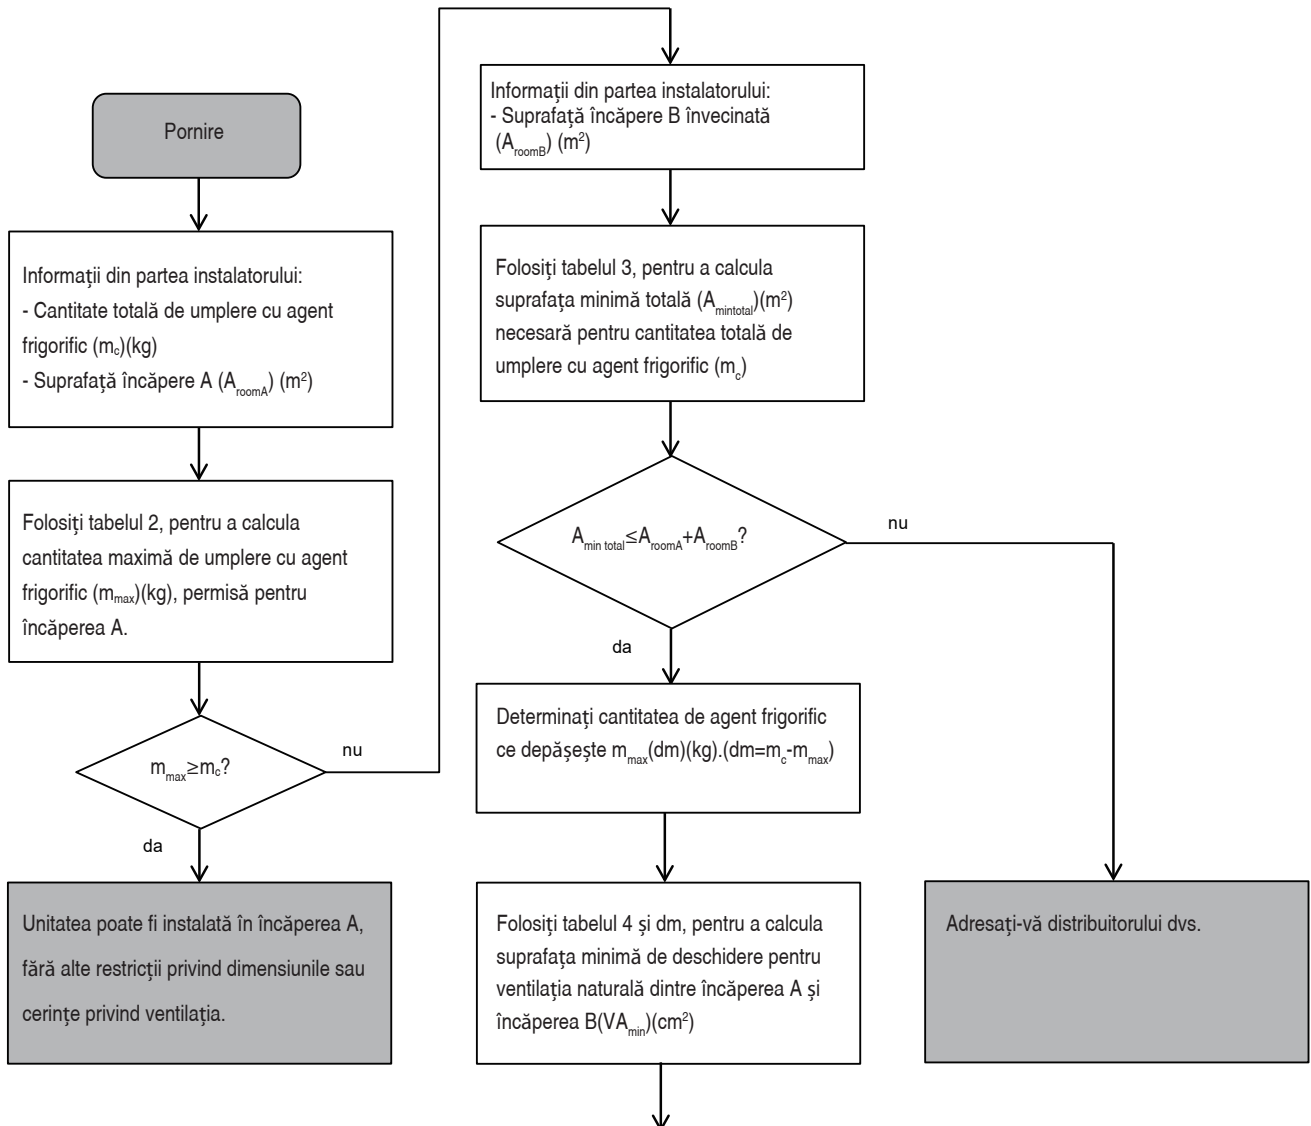 Pornire
Informații din partea instalatorului:
- Cantitate totală de umplere cu agent
frigorific (mc)(kg)
- Suprafață încăpere A (AroomA) (m²)
Folosiți tabelul 2, pentru a calcula
cantitatea maximă de umplere cu agent
frigorific (mmax)(kg), permisă pentru
încăperea A.
mmax≥mc?
nu
da
Unitatea poate fi instalată în încăperea A,
fără alte restricții privind dimensiunile sau
cerințe privind ventilația.
Informații din partea instalatorului:
- Suprafață încăpere B învecinată
(AroomB) (m²)
Folosiți tabelul 3, pentru a calcula
suprafața minimă totală (Amintotal)(m²)
necesară pentru cantitatea totală de
umplere cu agent frigorific (mc)
Amin total≤AroomA+AroomB?
nu
da
Determinați cantitatea de agent frigorific
ce depășește mmax(dm)(kg).(dm=mc-mmax)
Folosiți tabelul 4 și dm, pentru a calcula
suprafața minimă de deschidere pentru
ventilația naturală dintre încăperea A și
încăperea B(VAmin)(cm²)
Adresați-vă distribuitorului dvs.